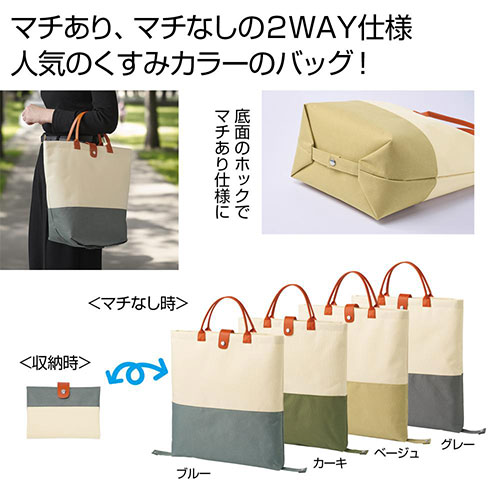 マチあり、マチなしの2WAY仕様
人気のくすみカラーのバッグ！
底面のホックで
マチあり仕様に
＜マチなし時＞
＜収納時＞
ブルー
カーキ
ベージュ
グレー